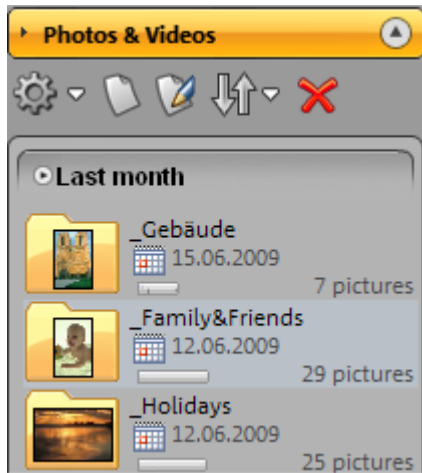 Photos & Videos
Last month
_Gebäude
15.06.2009
7 pictures
_Family&Friends
12.06.2009
29 pictures
_Holidays
12.06.2009
25 pictures